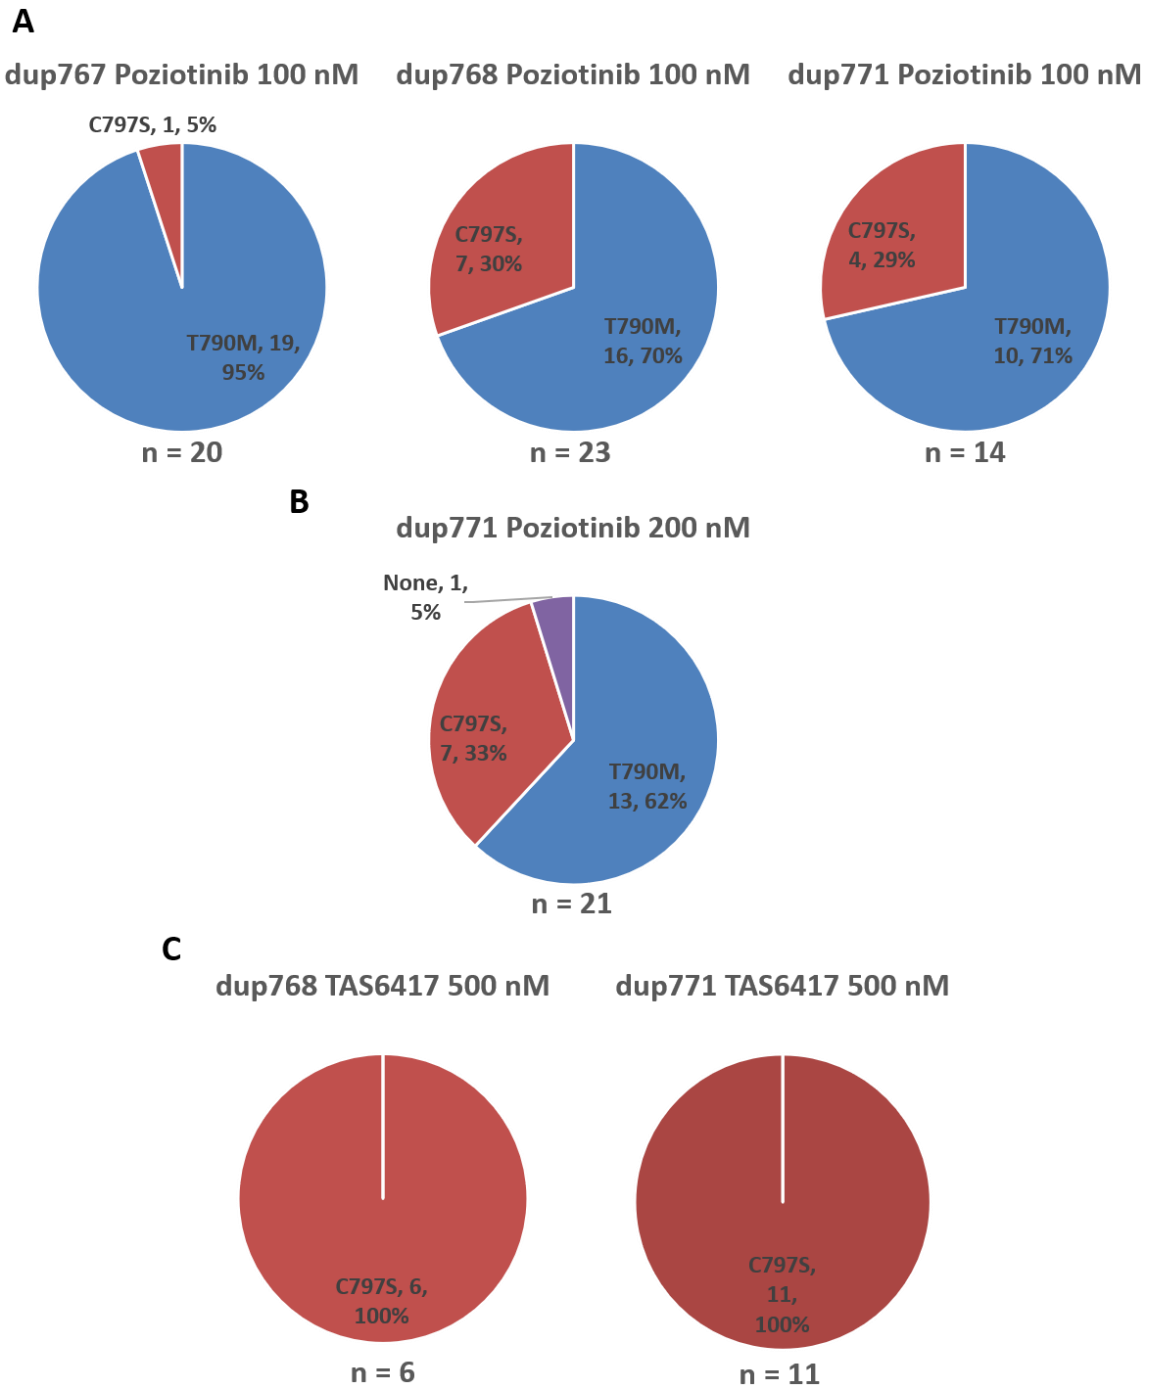 A
dup767 Poziotinib 100 nM
dup768 Poziotinib 100 nM
dup771 Poziotinib 100 nM
C797S, 1, 5%
T790M, 19,
95%
n = 20
C797S,
7, 30%
T790M,
16, 70%
n = 23
C797S,
4, 29%
T790M,
10, 71%
n = 14
B
dup771 Poziotinib 200 nM
None, 1,
5%
C797S,
7, 33%
T790M,
13, 62%
n = 21
C
dup768 TAS6417 500 nM
dup771 TAS6417 500 nM
C797S, 6,
100%
n = 6
C797S,
11,
100%
n = 11